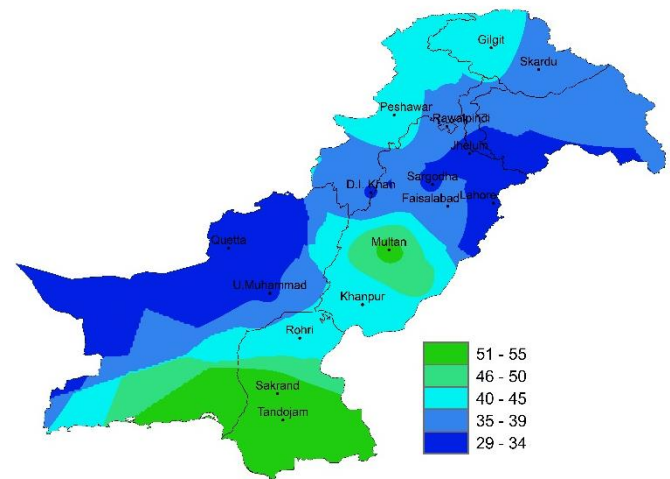 Gilgit
Skardu
Peshawar
Rawalpindi
Jhelum
Sargodha
D.I. Khan
Faisalabad
Lahore
Quetta
Multan
U.Muhammad
Khanpur
Rohri
51 - 55
46 - 50
Sakrand
40 - 45
Tandojam
35 - 39
29 - 34